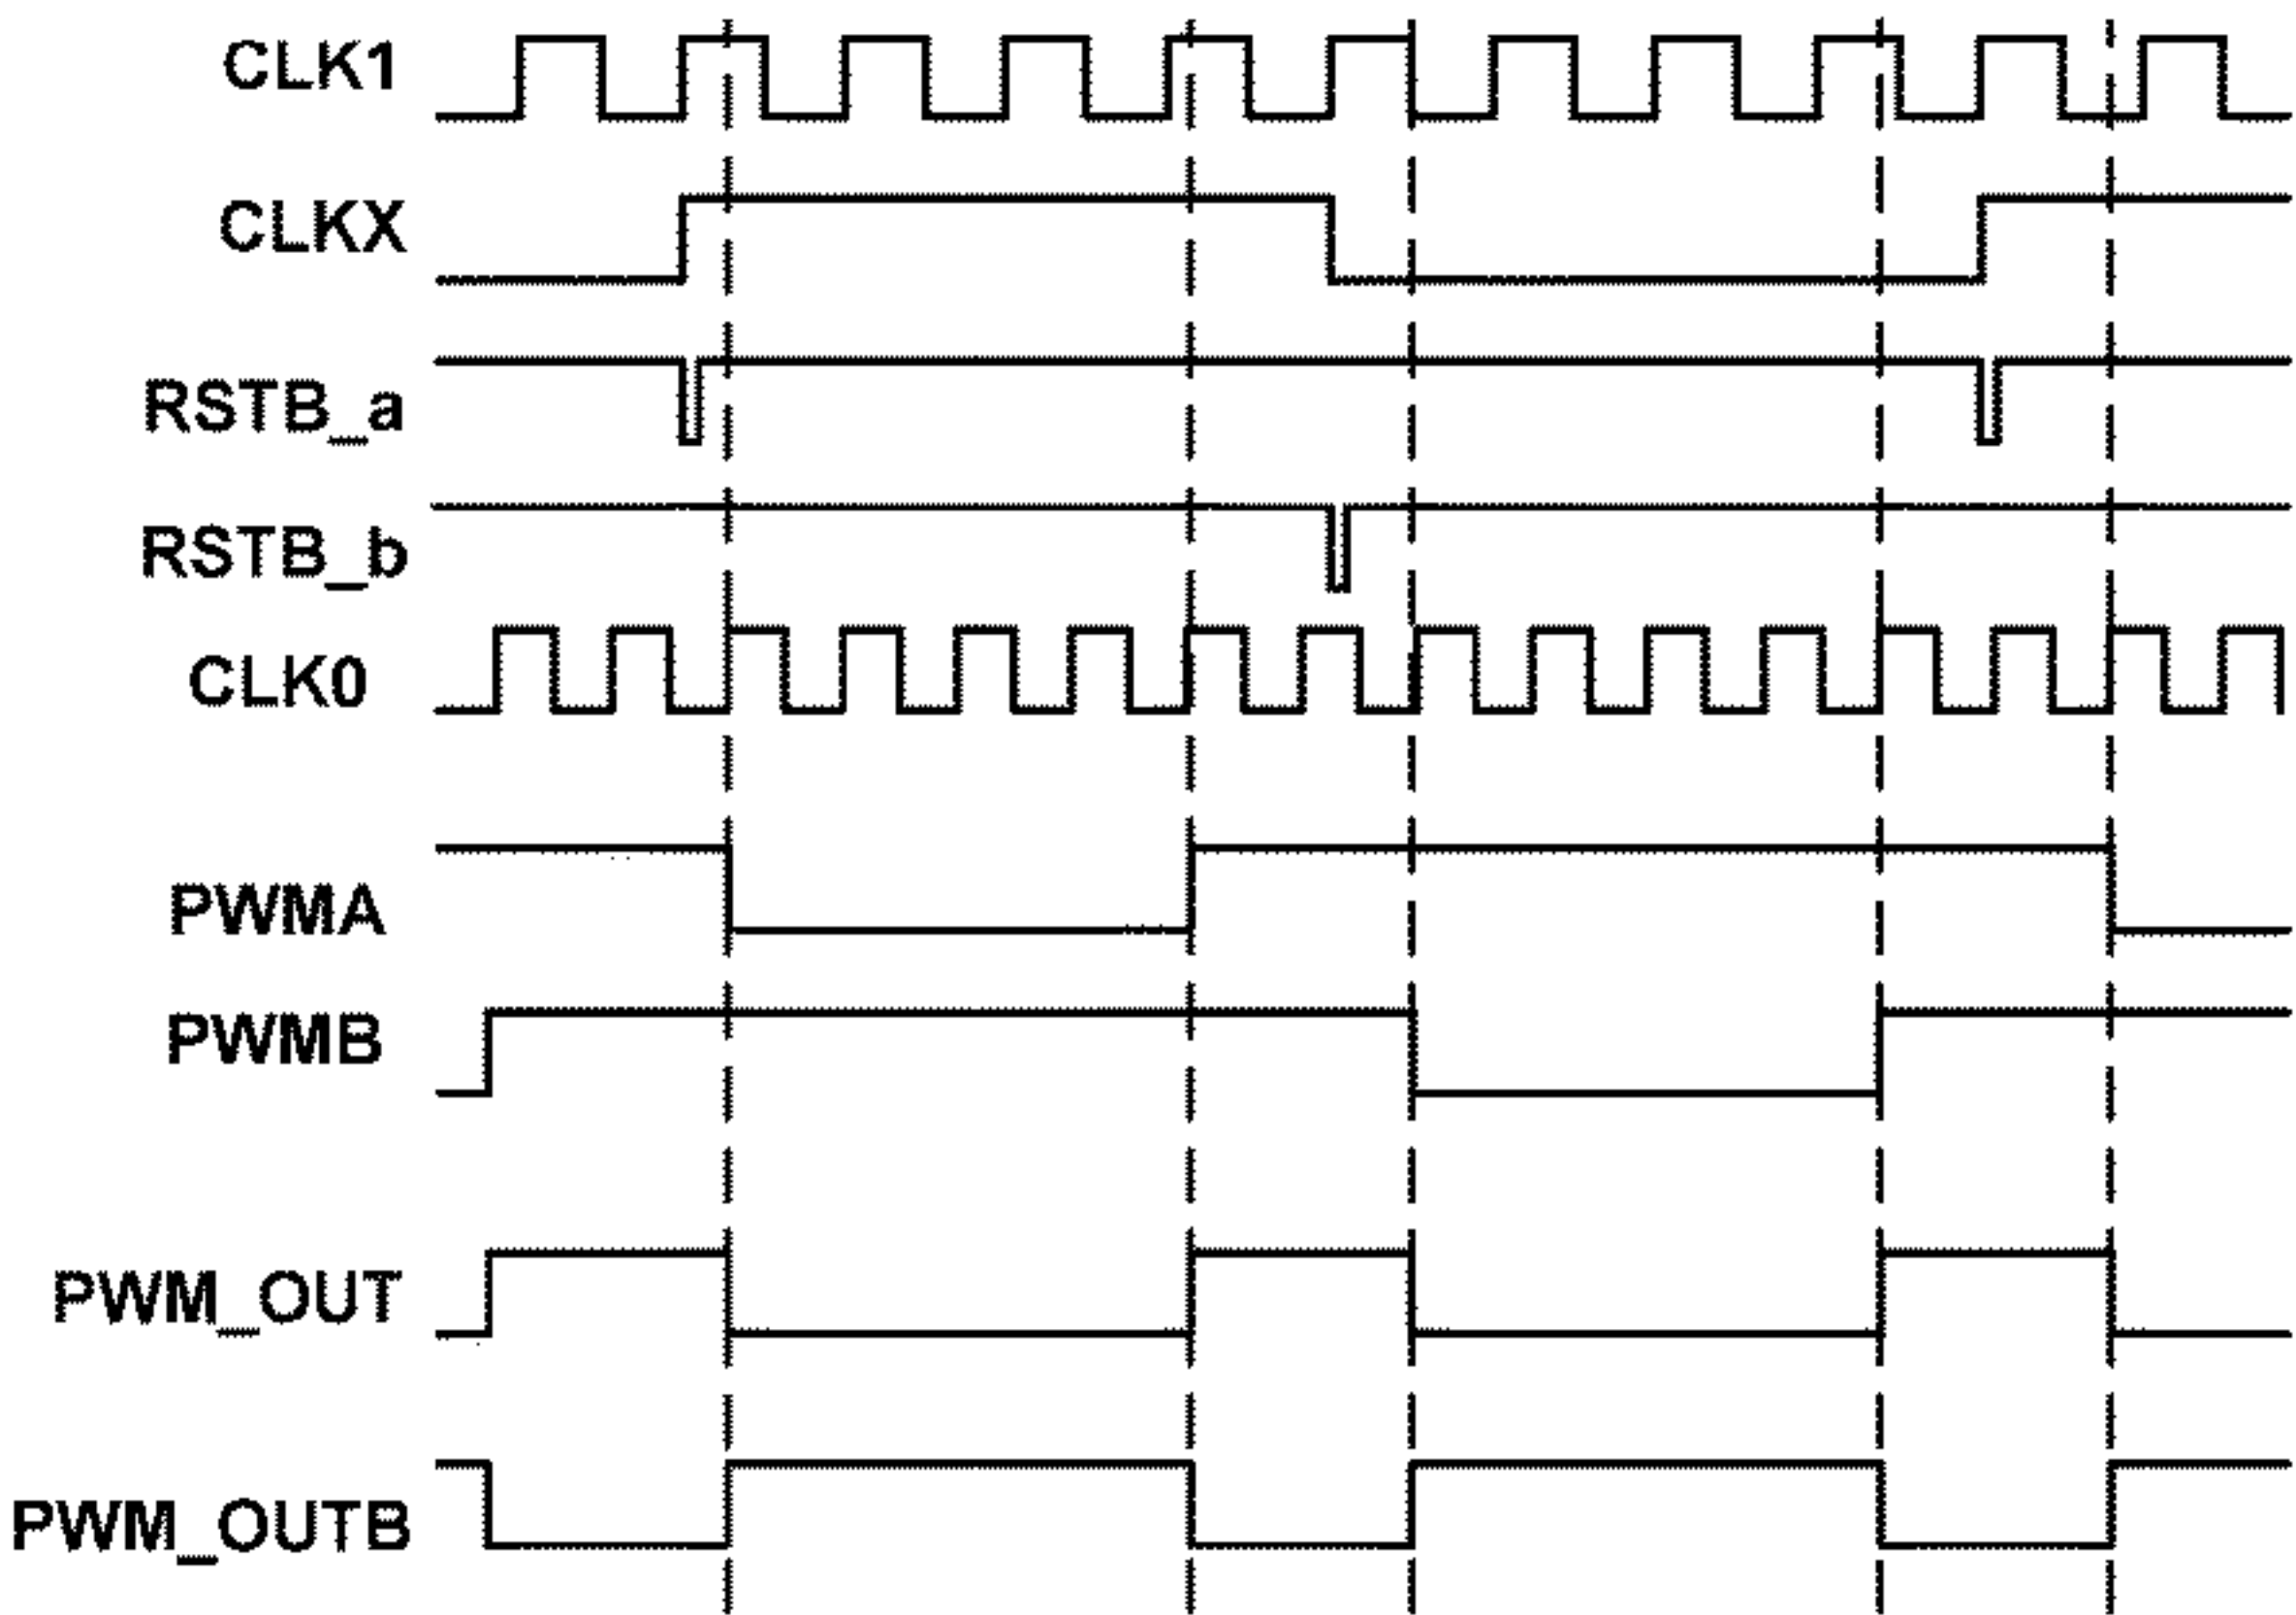 CLK1
CLKX
RSTB_a
RSTB_b
CLK0
PWMA
PWMB
PWM_OUT
PWM_OUTB